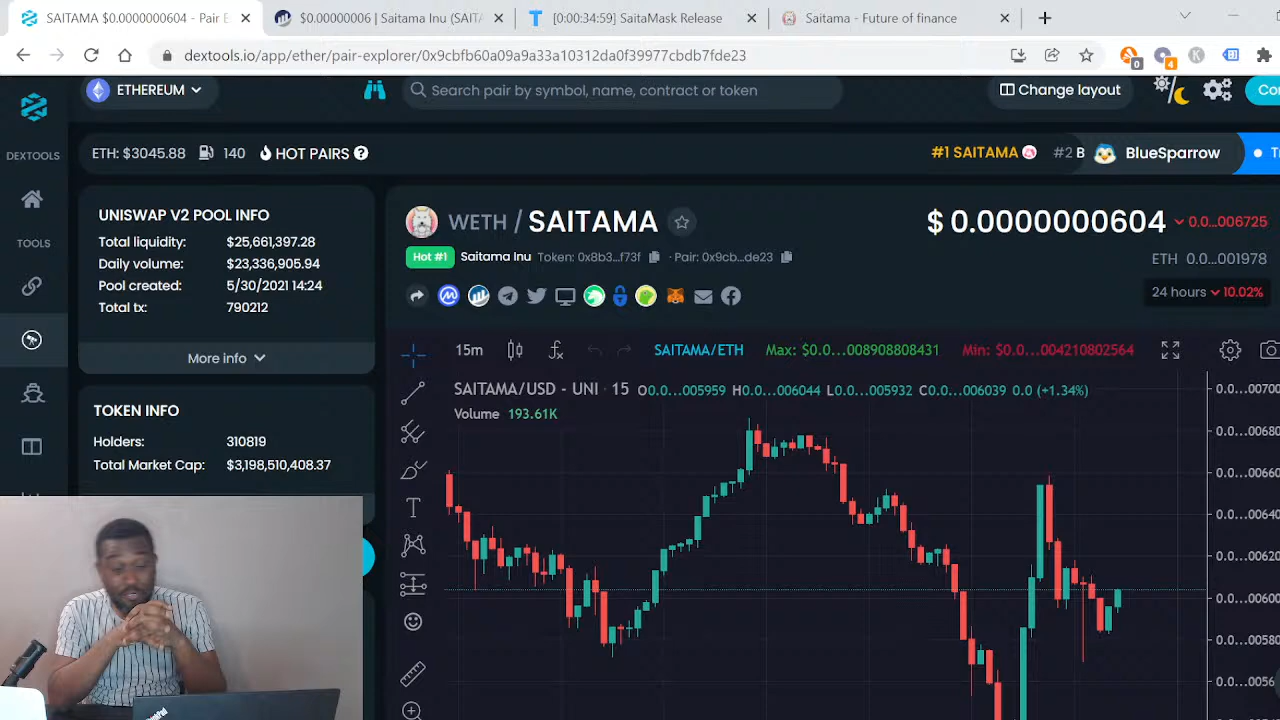 SAITAMA $0.0000000604 - Pair E
$0.00000006 | Saitama Inu (SAITA
[0:00:34:59] SaitaMask Release
Saitama - Future of finance
dextools.io/app/ether/pair-explorer/0x9cbfb60a09a9a33a10312da0f39977cbdb7fde23
0
4
K
ETHEREUM
Search pair by symbol, name, contract or token
Change layout
Co
DEXTOOLS
ETH: $3045.88
140
HOT PAIRS
#1 SAITAMA
#2 B
BlueSparrow
T
TOOLS
UNISWAP V2 POOL INFO
Total liquidity: $25,661,397.28
Daily volume: $23,336,905.94
Pool created: 5/30/2021 14:24
Total tx: 790212
More info
TOKEN INFO
Holders: 310819
Total Market Cap: $3,198,510,408.37
WETH / SAITAMA
$ 0.0000000604
0.0...006725
Hot #1
Saitama Inu
Token: 0x8b3...f73f
· Pair: 0x9cb...de23
ETH 0.0...001978
24 hours 10.02%
15m
SAITAMA/ETH
Max: $0.0...008908808431
Min: $0.0...004210802564
SAITAMA/USD - UNI · 15 O0.0...005959 H0.0...006044 L0.0...005932 C0.0...006039 0.0 (+1.34%)
Volume 193.61K
0.0...00700
0.0...00680
0.0...00660
0.0...00640
0.0...00620
0.0...00600
0.0...00580
0.0...0056